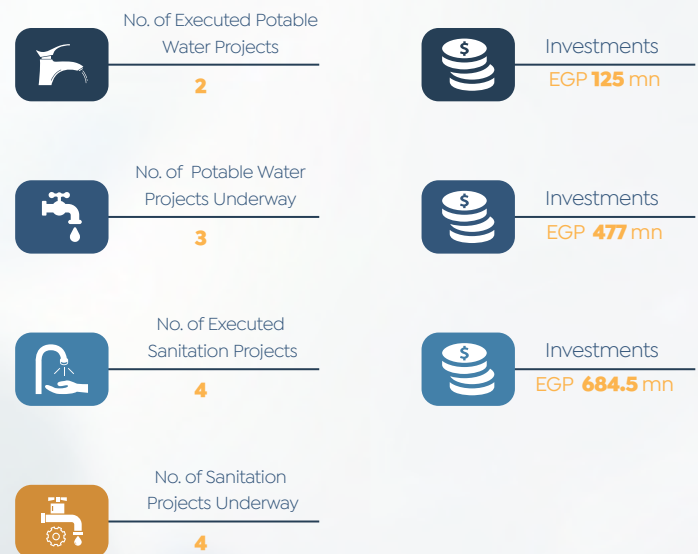 No. of Executed Potable
Water Projects
2
Investments
EGP 125 mn
No. of Potable Water
Projects Underway
3
Investments
EGP 477 mn
No. of Executed
Sanitation Projects
4
Investments
EGP 684.5 mn
No. of Sanitation
Projects Underway
4